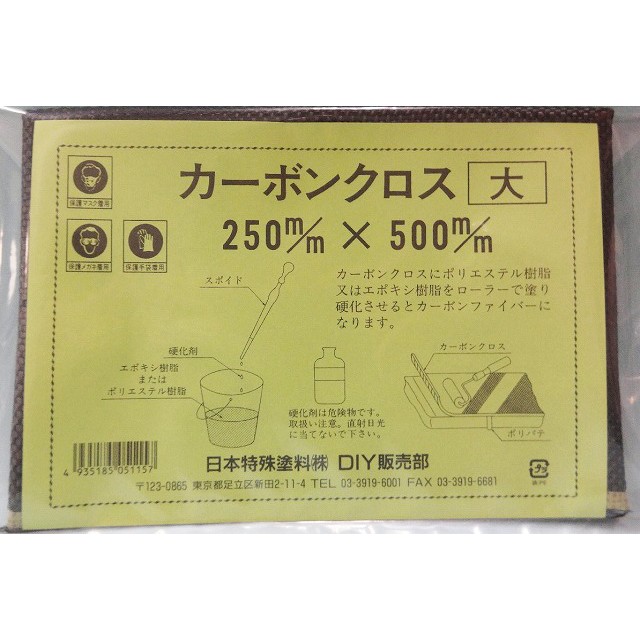 カーボンクロス 大
250m/m × 500m/m
保護マスク着用
保護メガネ着用
保護手袋着用
カーボンクロスにポリエステル樹脂
又はエポキシ樹脂をローラーで塗り
硬化させるとカーボンファイバーに
なります。
スポイド
硬化剤
エポキシ樹脂
または
ポリエステル樹脂
硬化剤は危険物です。
取扱い注意。直射日光
に当てないで下さい。
カーボンクロス
ポリパテ
4 935185 051157
日本特殊塗料㈱ DIY販売部
〒123-0865 東京都足立区新田2-11-4 TEL 03-3919-6001 FAX 03-3919-6681